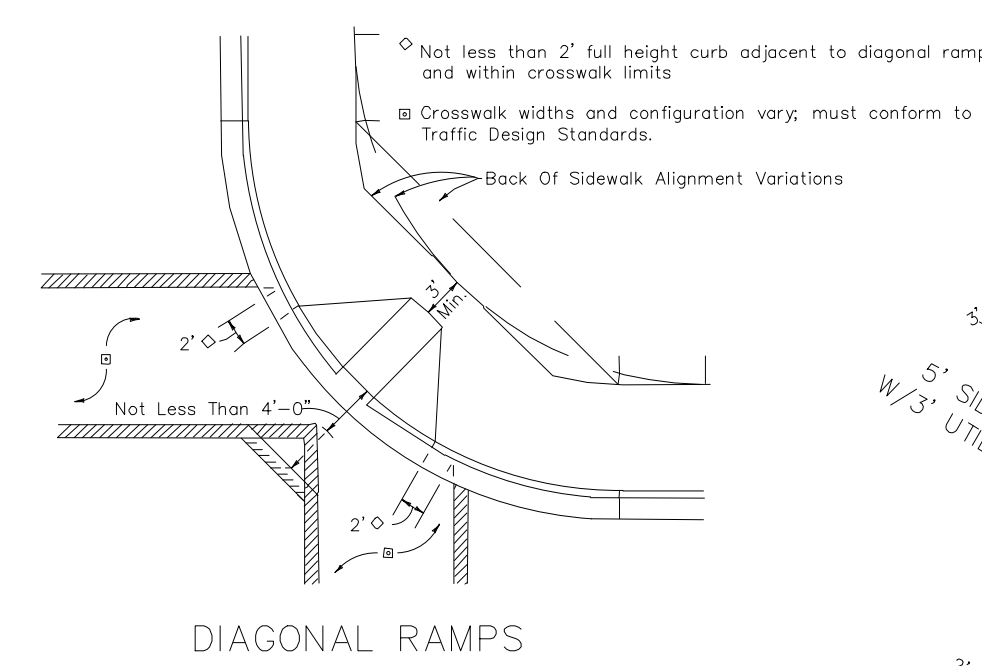 Not less than 2' full height curb adjacent to diagonal ramp
and within crosswalk limits
Crosswalk widths and configuration vary; must conform to
Traffic Design Standards.
Back Of Sidewalk Alignment Variations
3'
Min.
2'
Not Less Than 4'-0"
2'
5'
W/3'
DIAGONAL RAMPS